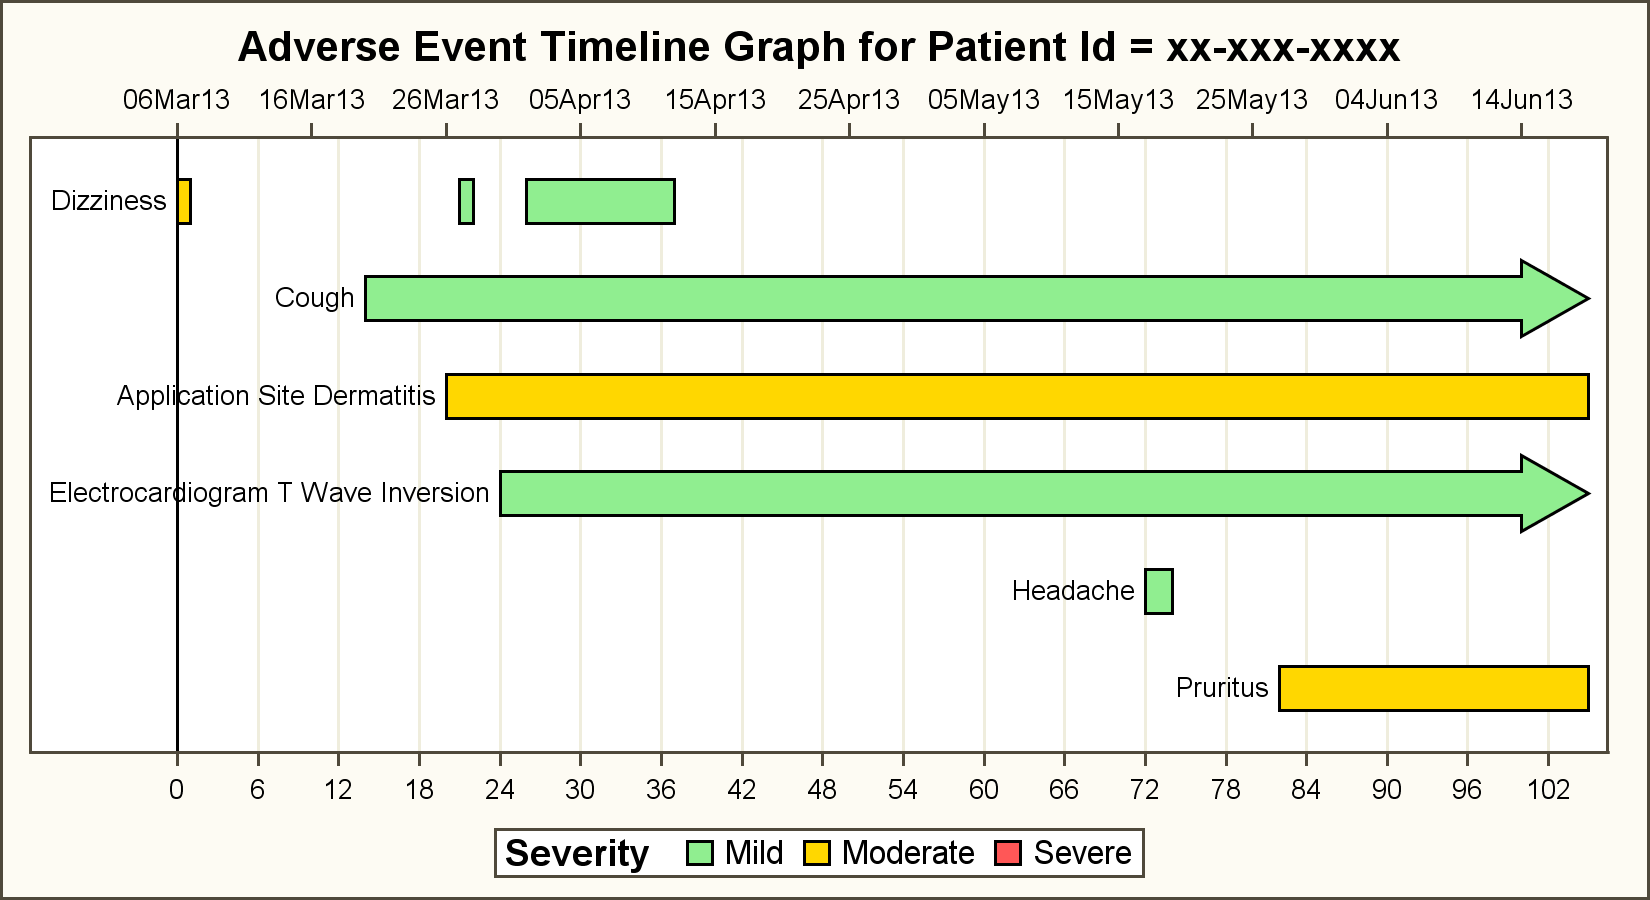 Adverse Event Timeline Graph for Patient Id = xx-xxx-xxxx
06Mar13 16Mar13 26Mar13 05Apr13 15Apr13 25Apr13 05May13 15May13 25May13 04Jun13 14Jun13
Dizziness
Cough
Application Site Dermatitis
Electrocardiogram T Wave Inversion
Headache
Pruritus
0 6 12 18 24 30 36 42 48 54 60 66 72 78 84 90 96 102
Severity Mild Moderate Severe